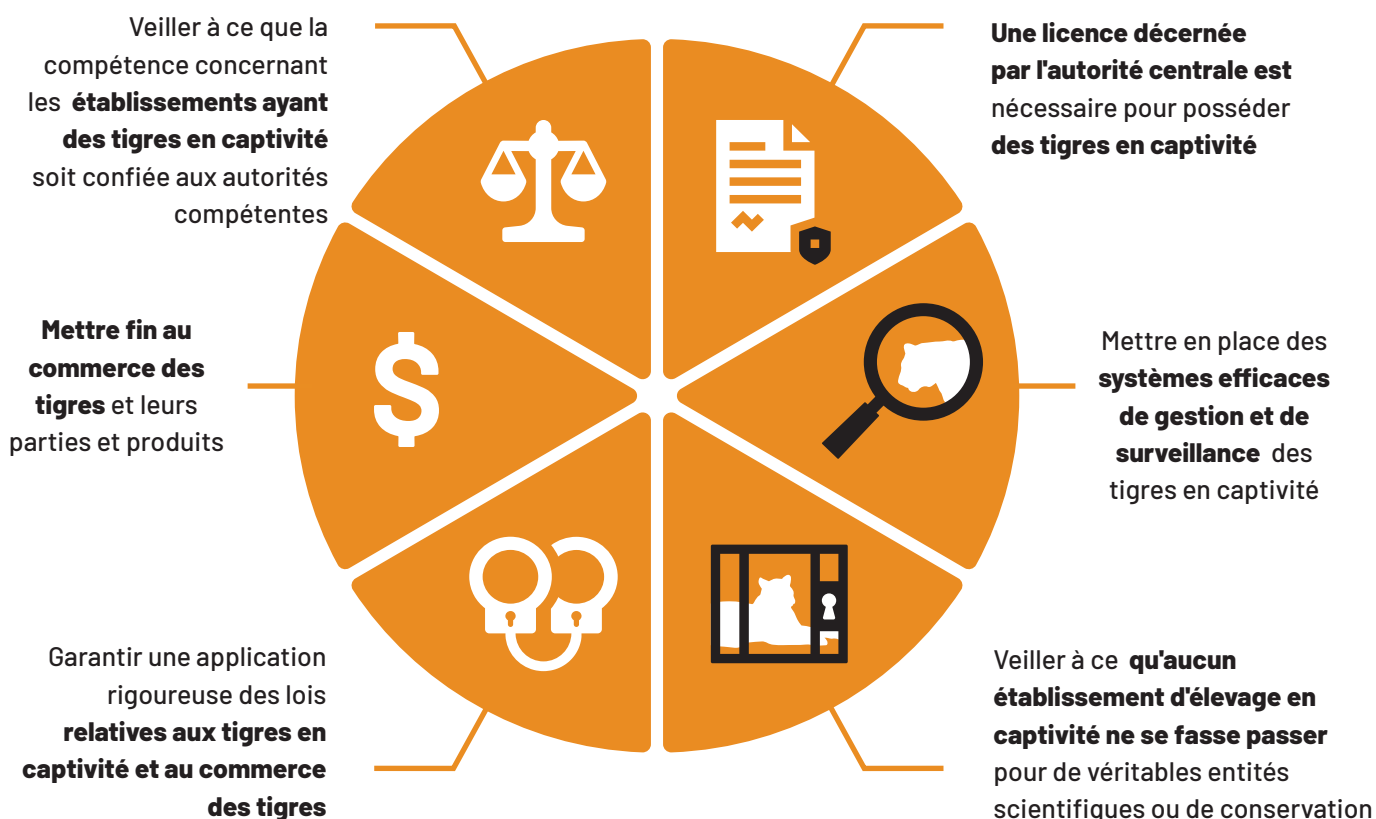 Veiller à ce que la
compétence concernant
les établissements ayant
des tigres en captivité
soit confiée aux autorités
compétentes
Une licence décernée
par l'autorité centrale est
nécessaire pour posséder
des tigres en captivité
Mettre fin au
commerce des
tigres et leurs
parties et produits
$
Mettre en place des
systèmes efficaces
de gestion et de
surveillance des
tigres en captivité
Garantir une application
rigoureuse des lois
relatives aux tigres en
captivité et au commerce
des tigres
Veiller à ce qu'aucun
établissement d'élevage en
captivité ne se fasse passer
pour de véritables entités
scientifiques ou de conservation